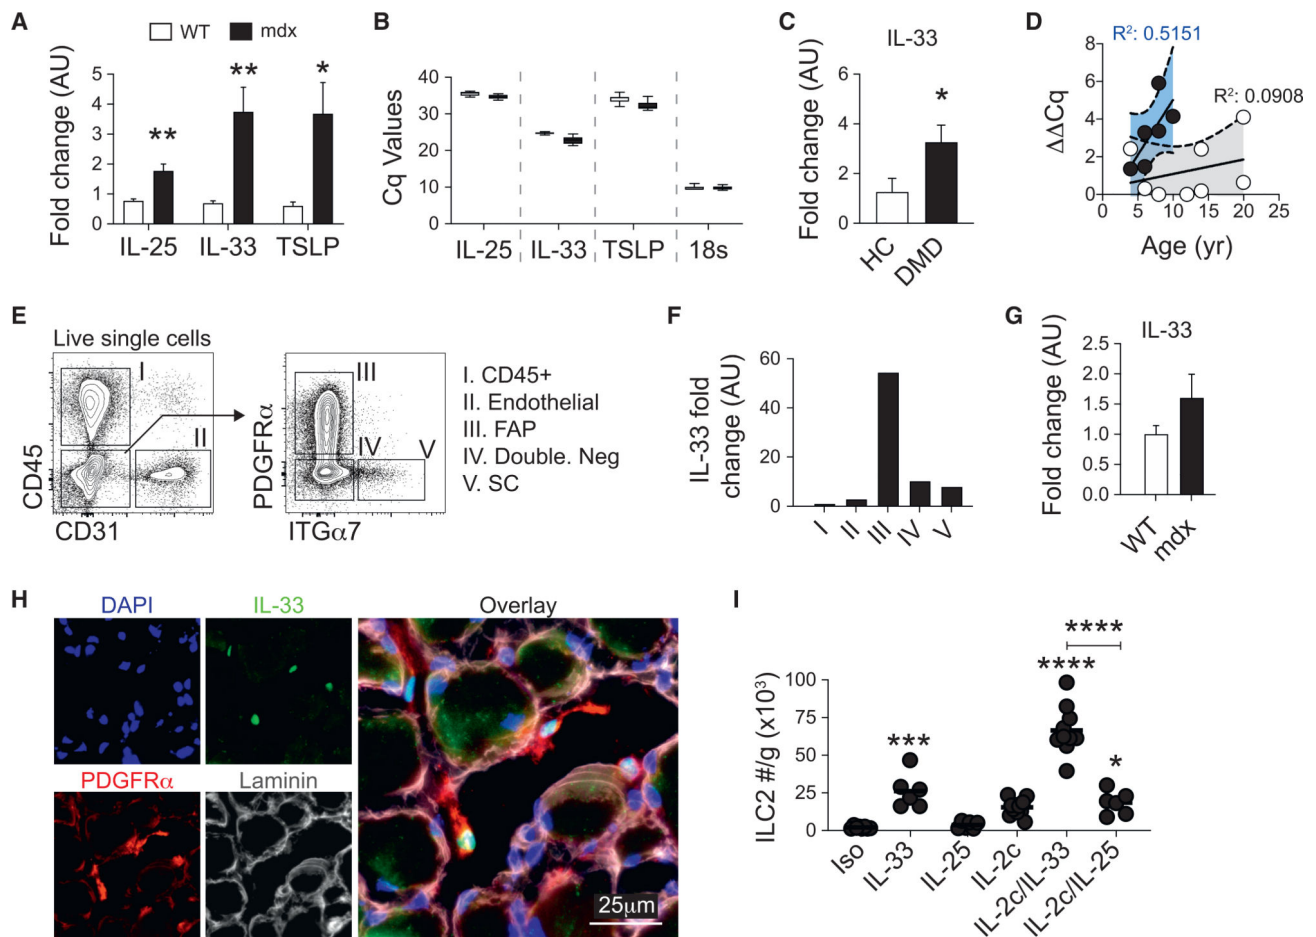 A
WT
mdx
Fold change (AU)
5
4
3
2
1
0
**
**
*
IL-25
IL-33
TSLP
B
Cq Values
40
30
20
10
0
IL-25
IL-33
TSLP
18s
C
IL-33
Fold change (AU)
6
4
2
0
*
HC
DMD
D
R²: 0.5151
R²: 0.0908
ΔΔCq
8
6
4
2
0
0
5
10
15
20
25
Age (yr)
E
Live single cells
CD45
CD31
I
II
PDGFRα
ITGα7
III
IV
V
I. CD45+
II. Endothelial
III. FAP
IV. Double. Neg
V. SC
F
IL-33 fold
change (AU)
60
40
20
0
I
II
III
IV
V
G
IL-33
Fold change (AU)
2.5
2.0
1.5
1.0
0.5
0.0
WT
mdx
H
DAPI
IL-33
Overlay
PDGFRα
Laminin
25μm
I
ILC2 #/g (x10³)
100
75
50
25
0
***
****
****
*
Iso
IL-33
IL-25
IL-2c
IL-2c/IL-33
IL-2c/IL-25